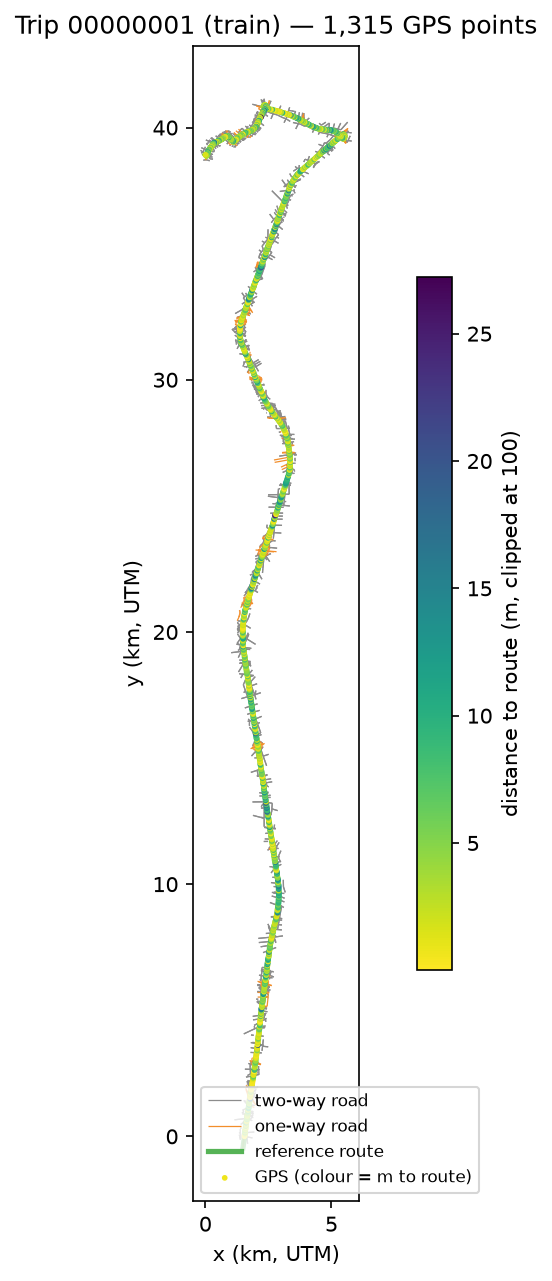 Trip 00000001 (train) — 1,315 GPS points
40
30
20
10
0
y (km, UTM)
0 5
x (km, UTM)
two-way road
one-way road
reference route
GPS (colour = m to route)
25
20
15
10
5
distance to route (m, clipped at 100)